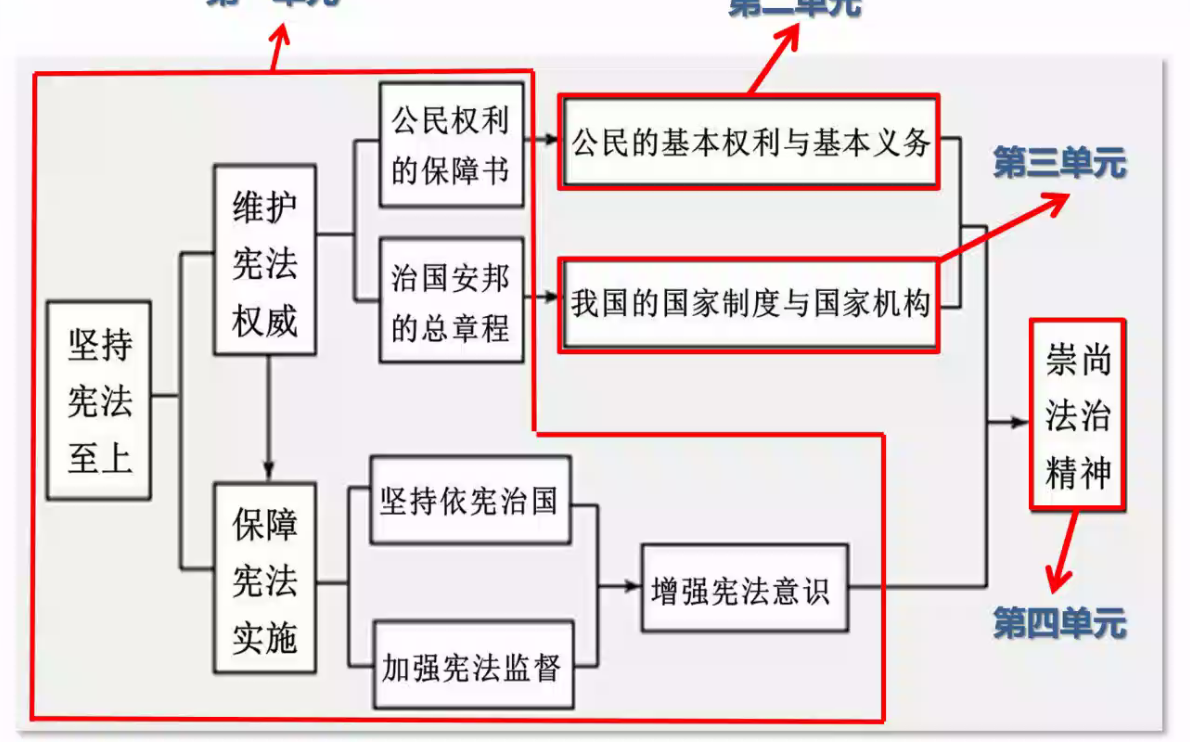 第一单元
第二单元
公民权利
的保障书
公民的基本权利与基本义务
第三单元
维护
宪法
权威
治国安邦
的总章程
我国的国家制度与国家机构
坚持
宪法
至上
崇尚
法治
精神
保障
宪法
实施
坚持依宪治国
增强宪法意识
加强宪法监督
第四单元